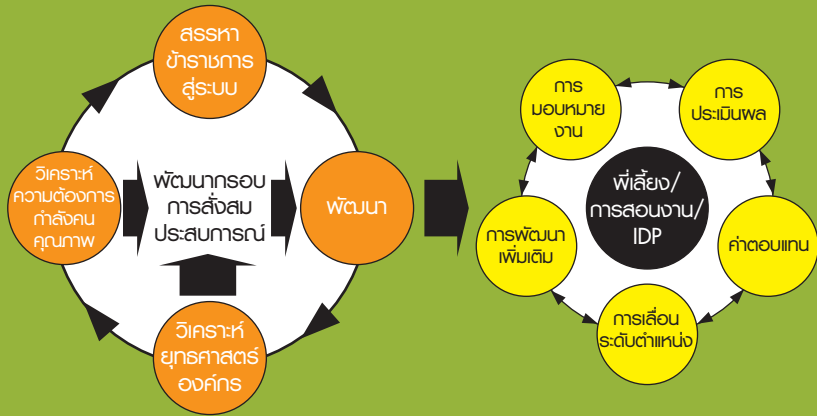 สรรหา
ข้าราชการ
สู่ระบบ
วิเคราะห์
ความต้องการ
กำลังคน
คุณภาพ
พัฒนากรอบ
การสั่งสม
ประสบการณ์
พัฒนา
วิเคราะห์
ยุทธศาสตร์
องค์กร
การ
มอบหมาย
งาน
การ
ประเมินผล
พี่เลี้ยง/
การสอนงาน/
IDP
การพัฒนา
เพิ่มเติม
ค่าตอบแทน
การเลื่อน
ระดับตำแหน่ง